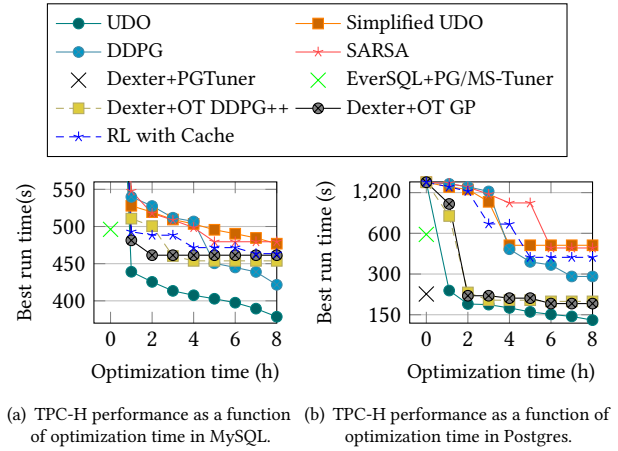 UDO
Simplified UDO
DDPG
SARSA
Dexter+PGTuner
EverSQL+PG/MS-Tuner
Dexter+OT DDPG++
Dexter+OT GP
RL with Cache
550
500
450
400
0 2 4 6 8
Best run time(s)
Optimization time (h)
1,200
600
300
150
0 2 4 6 8
Best run time (s)
Optimization time (h)
(a) TPC-H performance as a function
of optimization time in MySQL.
(b) TPC-H performance as a function of
optimization time in Postgres.